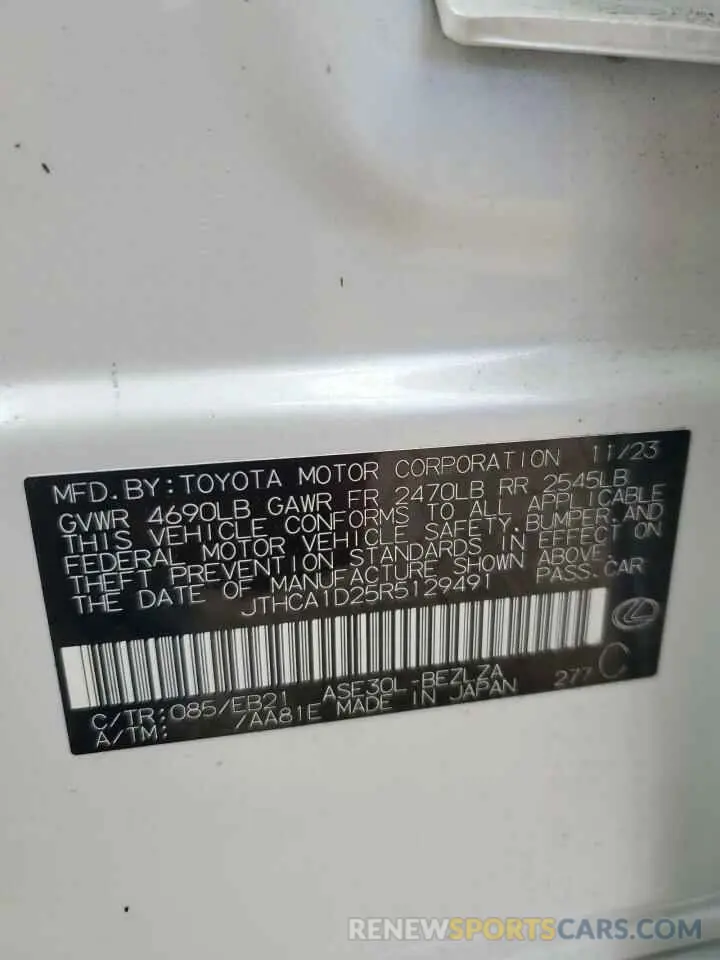 MFD.BY:TOYOTA MOTOR CORPORATION 11/23
GVWR 4690LB GAWR FR 2470LB RR 2545LB
THIS VEHICLE CONFORMS TO ALL APPLICABLE
FEDERAL MOTOR VEHICLE SAFETY,BUMPER,AND
THEFT PREVENTION STANDARDS IN EFFECT ON
THE DATE OF MANUFACTURE SHOWN ABOVE.
JTHCA1D25R5129491 PASS.CAR
C/TR:085/EB21 ASE30L-BEZLZA 277 C
A/TM: /AA81E MADE IN JAPAN
RENEWSPORTSCARS.COM